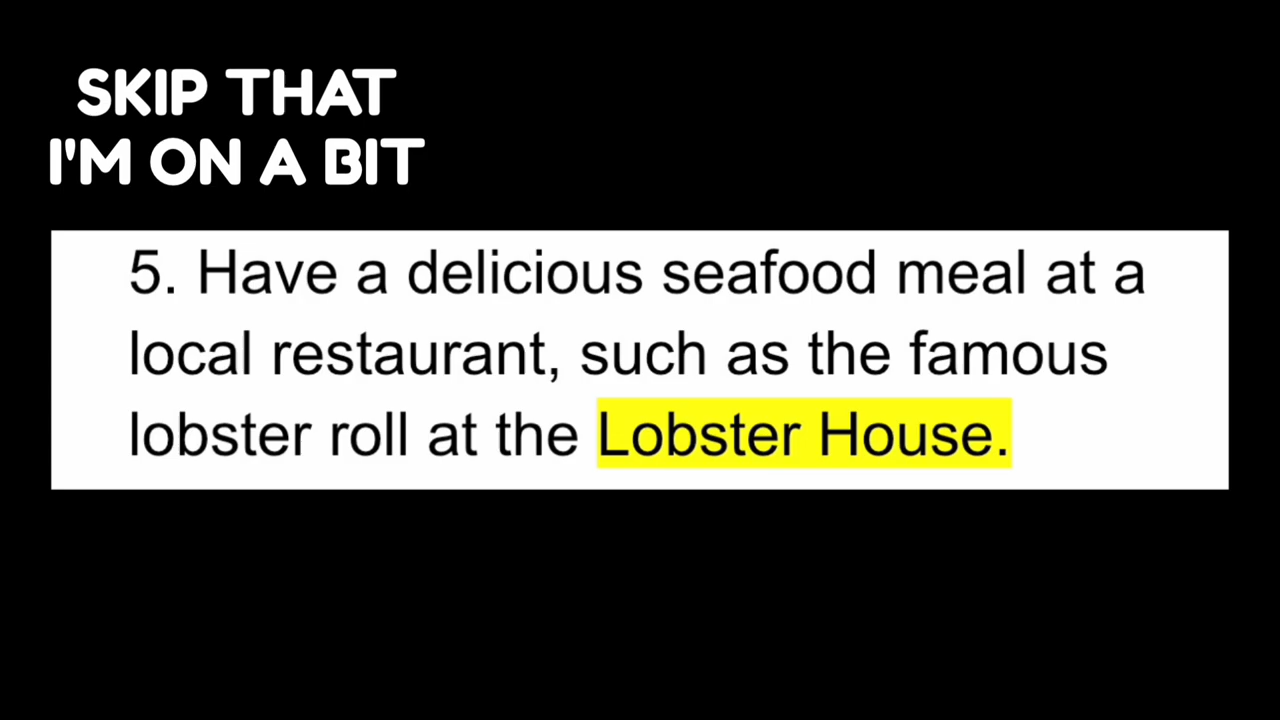 SKIP THAT
I'M ON A BIT
5. Have a delicious seafood meal at a
local restaurant, such as the famous
lobster roll at the Lobster House.